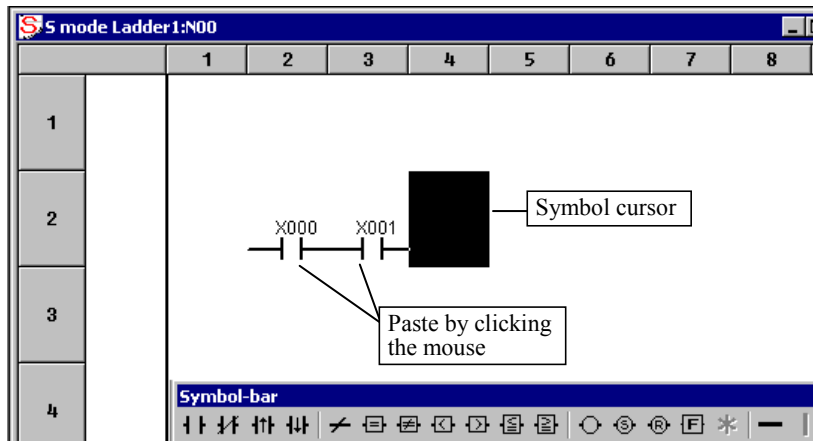 S mode Ladder1:N00
1 2 3 4 5 6 7 8
1
2
X000 X001
Symbol cursor
3
Paste by clicking
the mouse
4
Symbol-bar
= ≠ < > ≤ ≥ S R F *